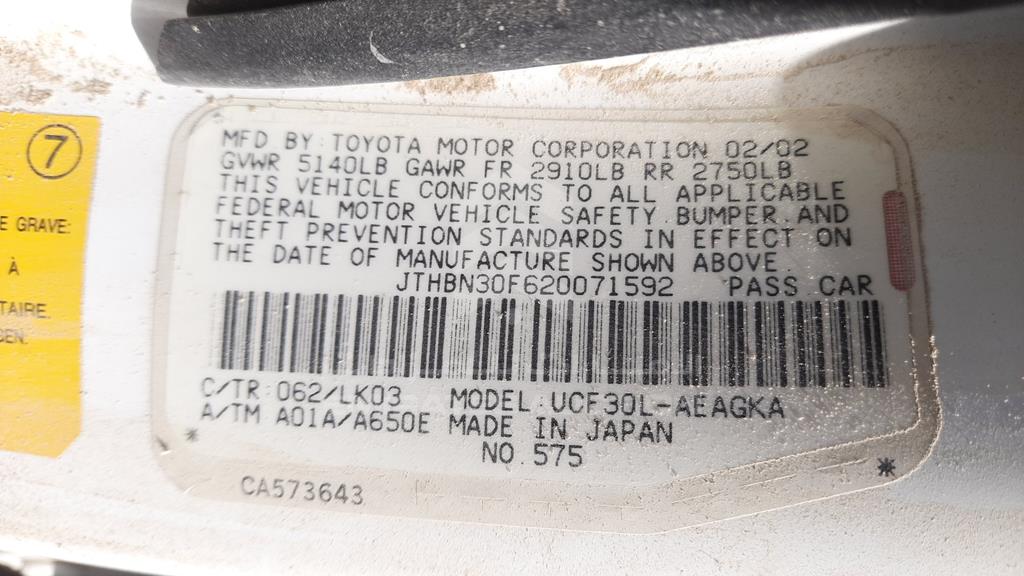 7
E GRAVE:
À
TAIRE
EN.
MFD BY: TOYOTA MOTOR CORPORATION 02/02
GVWR 5140LB GAWR FR 2910LB RR 2750LB
THIS VEHICLE CONFORMS TO ALL APPLICABLE
FEDERAL MOTOR VEHICLE SAFETY, BUMPER, AND
THEFT PREVENTION STANDARDS IN EFFECT ON
THE DATE OF MANUFACTURE SHOWN ABOVE.
JTHBN30F620071592 PASS CAR
C/TR: 062/LK03 MODEL: UCF30L-AEAGKA
A/TM A01A/A650E MADE IN JAPAN
NO. 575
CA573643